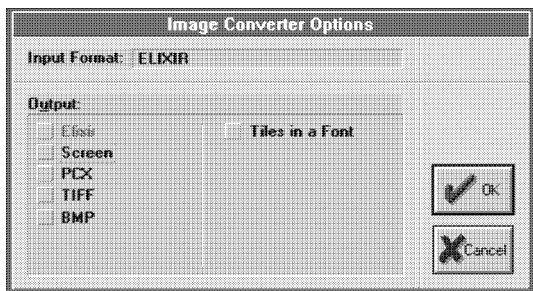 Image Converter Options
Input Format: ELIXIR
Output:
Elixir
Tiles in a Font
Screen
PCX
TIFF
BMP
OK
Cancel